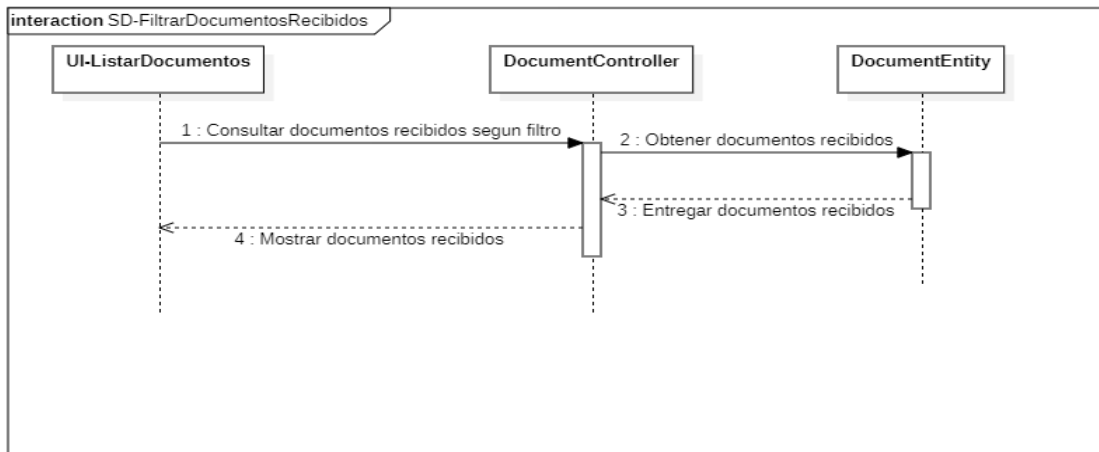 interaction SD-FiltrarDocumentosRecibidos
UI-ListarDocumentos
DocumentController
DocumentEntity
1 : Consultar documentos recibidos segun filtro
2 : Obtener documentos recibidos
3 : Entregar documentos recibidos
4 : Mostrar documentos recibidos